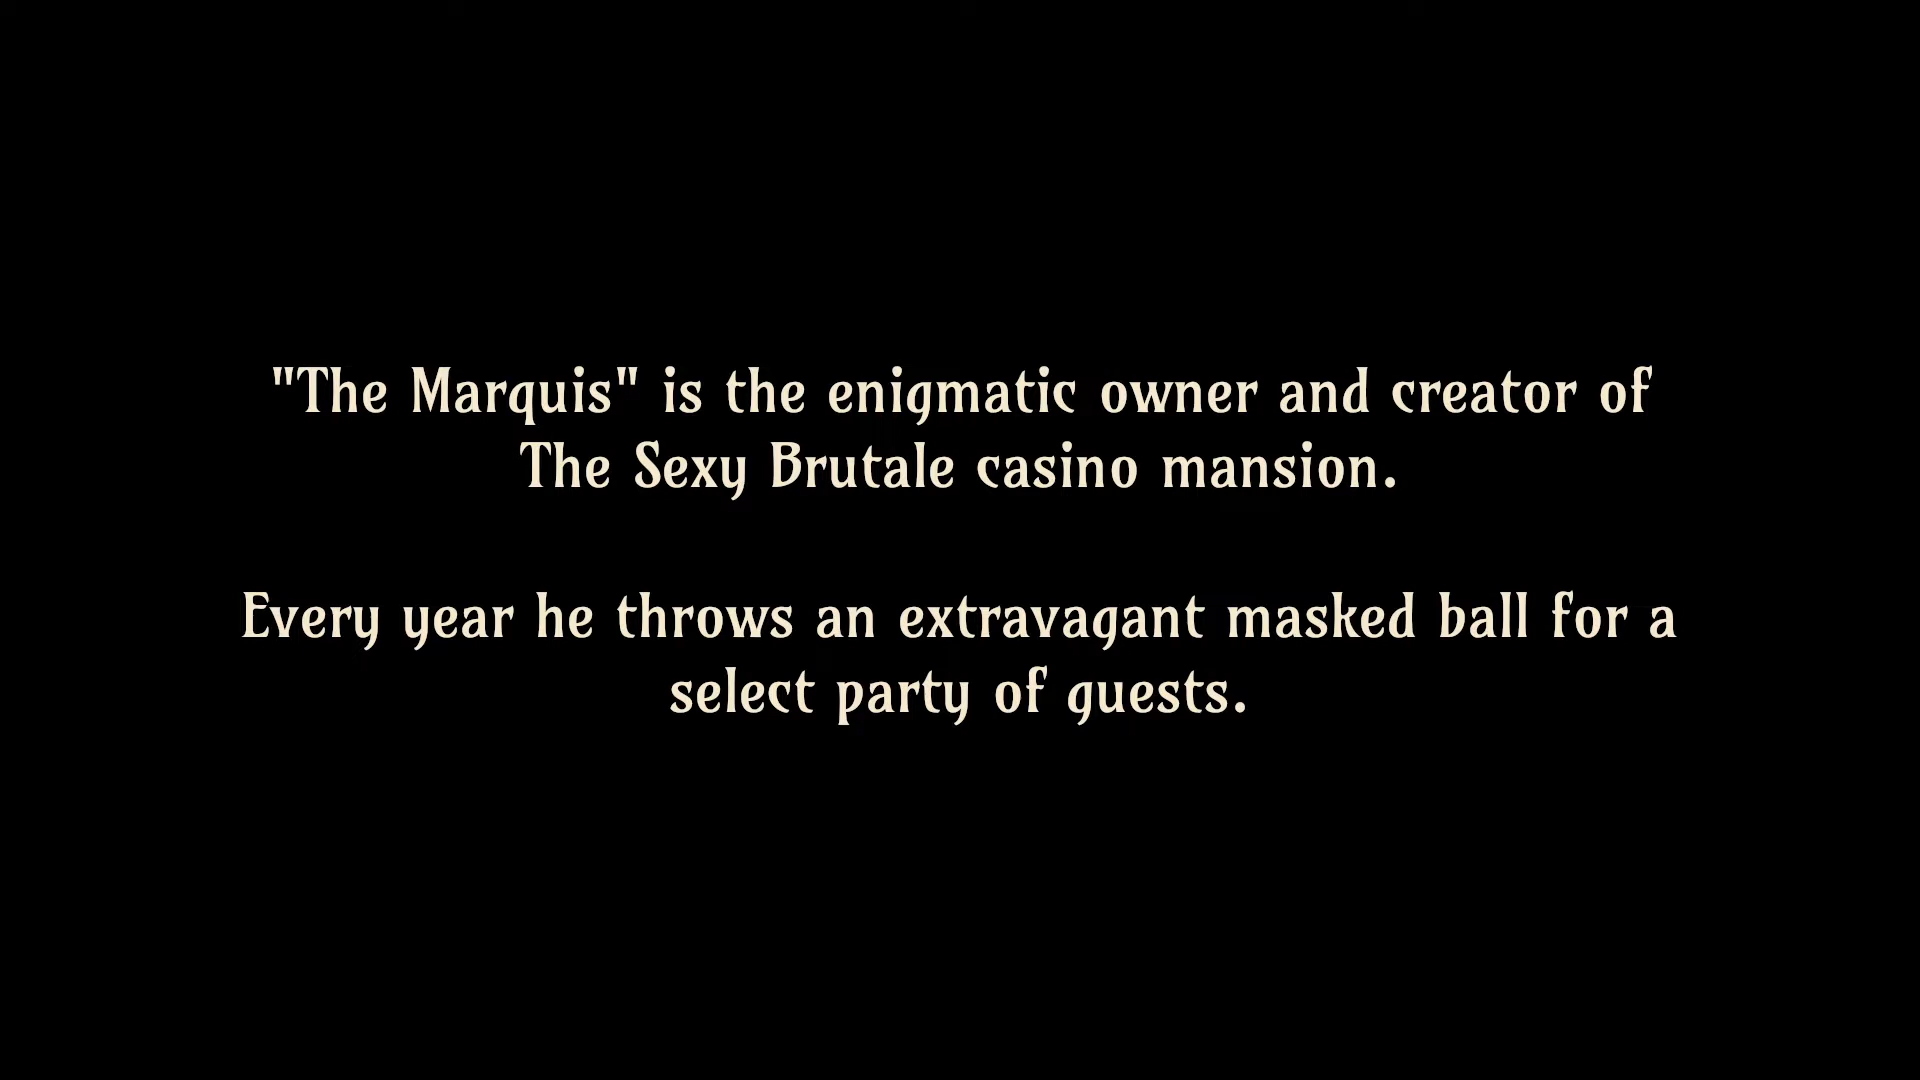 "The Marquis" is the enigmatic owner and creator of
The Sexy Brutale casino mansion.
Every year he throws an extravagant masked ball for a
select party of guests.